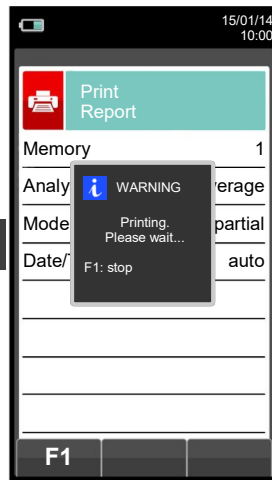 15/01/14
10:00
Print
Report
Memory 1
Analy verage
Mode partial
Date/ auto
WARNING
Printing.
Please wait...
F1: stop
F1